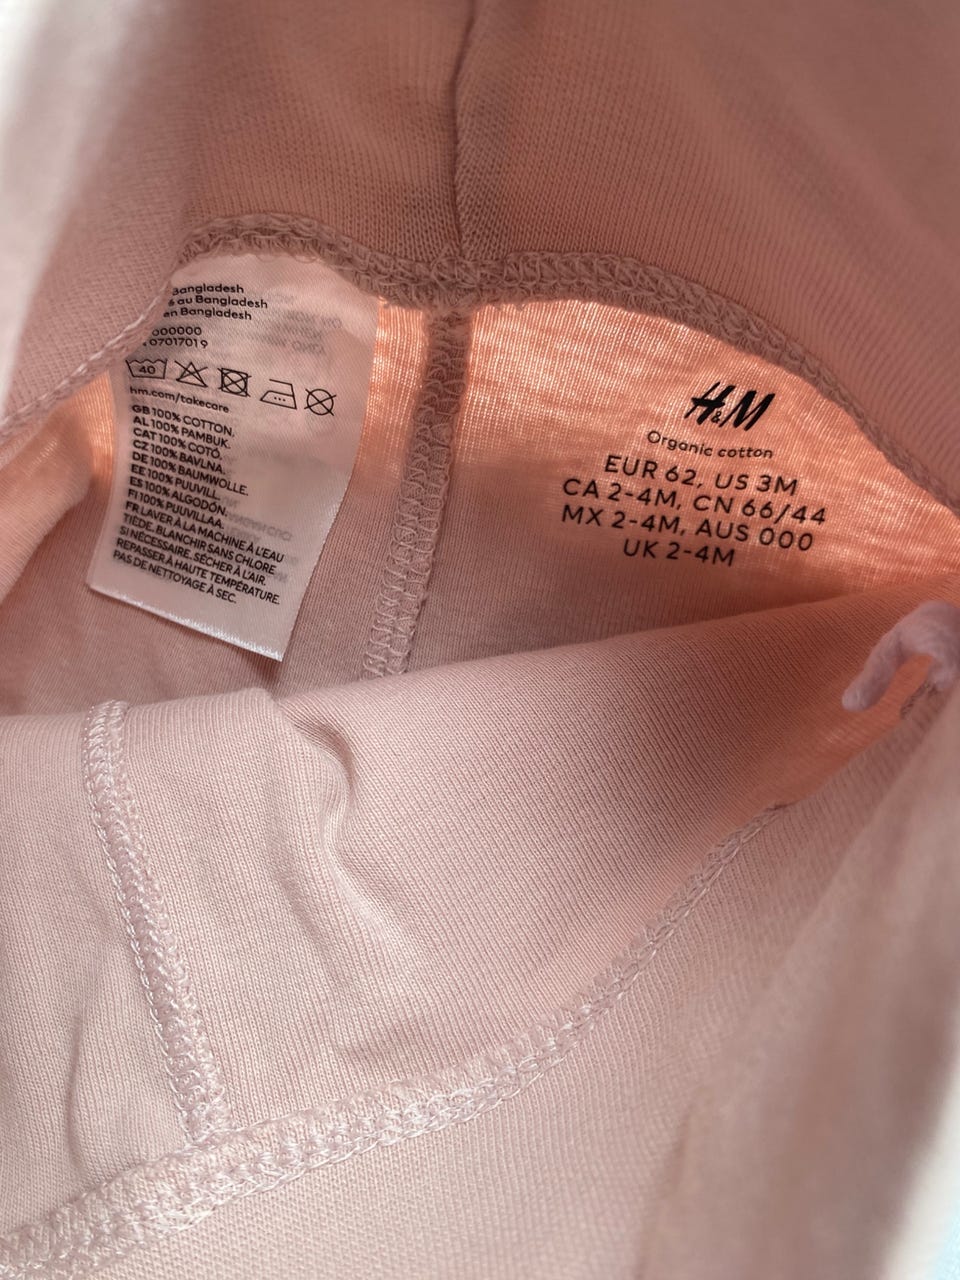 Bangladesh
au Bangladesh
en Bangladesh
07017019
40
hm.com/takecare
GB 100% COTTON.
AL 100% PAMBUK.
CAT 100% COTÓ.
CZ 100% BAVLNA.
DE 100% BAUMWOLLE.
EE 100% PUUVILL.
ES 100% ALGODÓN.
FI 100% PUUVILLAA.
FR LAVER À LA MACHINE À L'EAU
TIÈDE. BLANCHIR SANS CHLORE
SI NÉCESSAIRE. SÉCHER À L'AIR.
REPASSER À HAUTE TEMPÉRATURE.
PAS DE NETTOYAGE À SEC.
H&M
Organic cotton
EUR 62, US 3M
CA 2-4M, CN 66/44
MX 2-4M, AUS 000
UK 2-4M